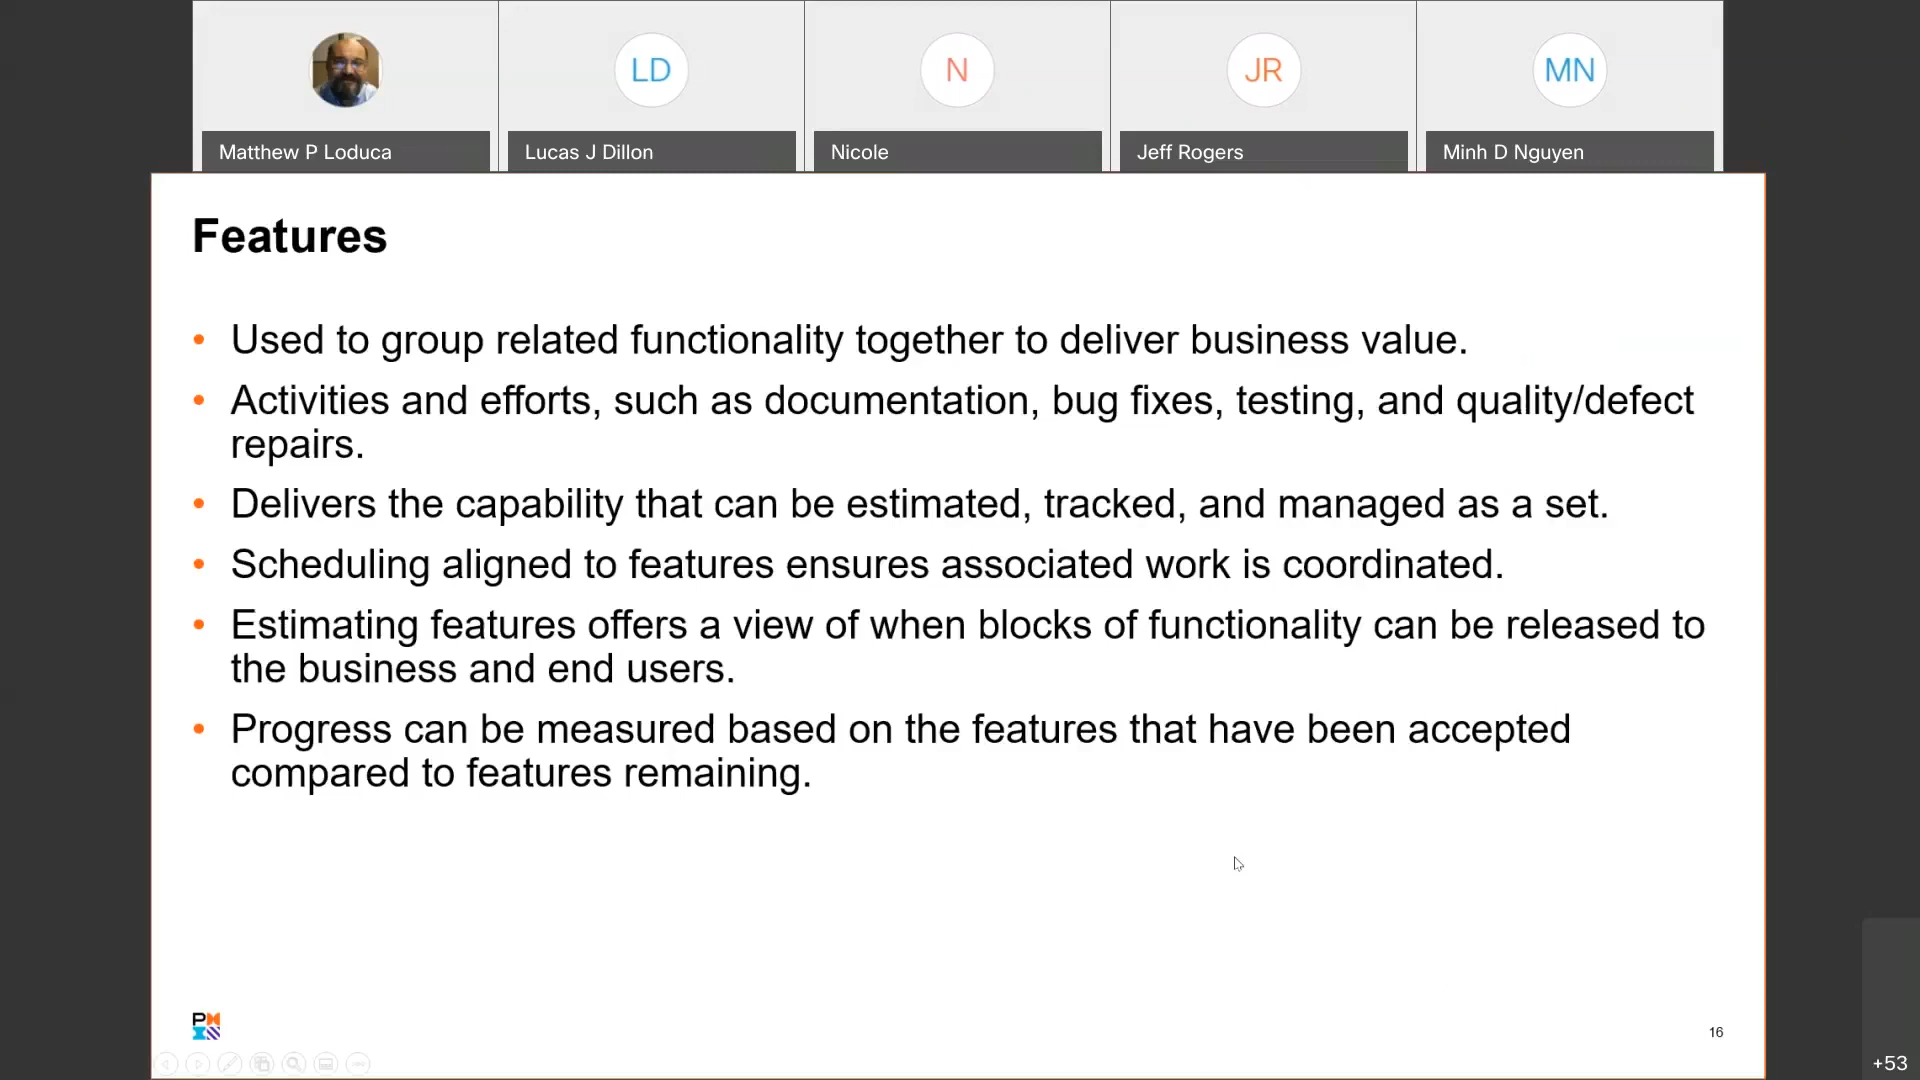 LD
N
JR
MN
Matthew P Loduca
Lucas J Dillon
Nicole
Jeff Rogers
Minh D Nguyen
Features
• Used to group related functionality together to deliver business value.
• Activities and efforts, such as documentation, bug fixes, testing, and quality/defect
repairs.
• Delivers the capability that can be estimated, tracked, and managed as a set.
• Scheduling aligned to features ensures associated work is coordinated.
• Estimating features offers a view of when blocks of functionality can be released to
the business and end users.
• Progress can be measured based on the features that have been accepted
compared to features remaining.
P
16
+53